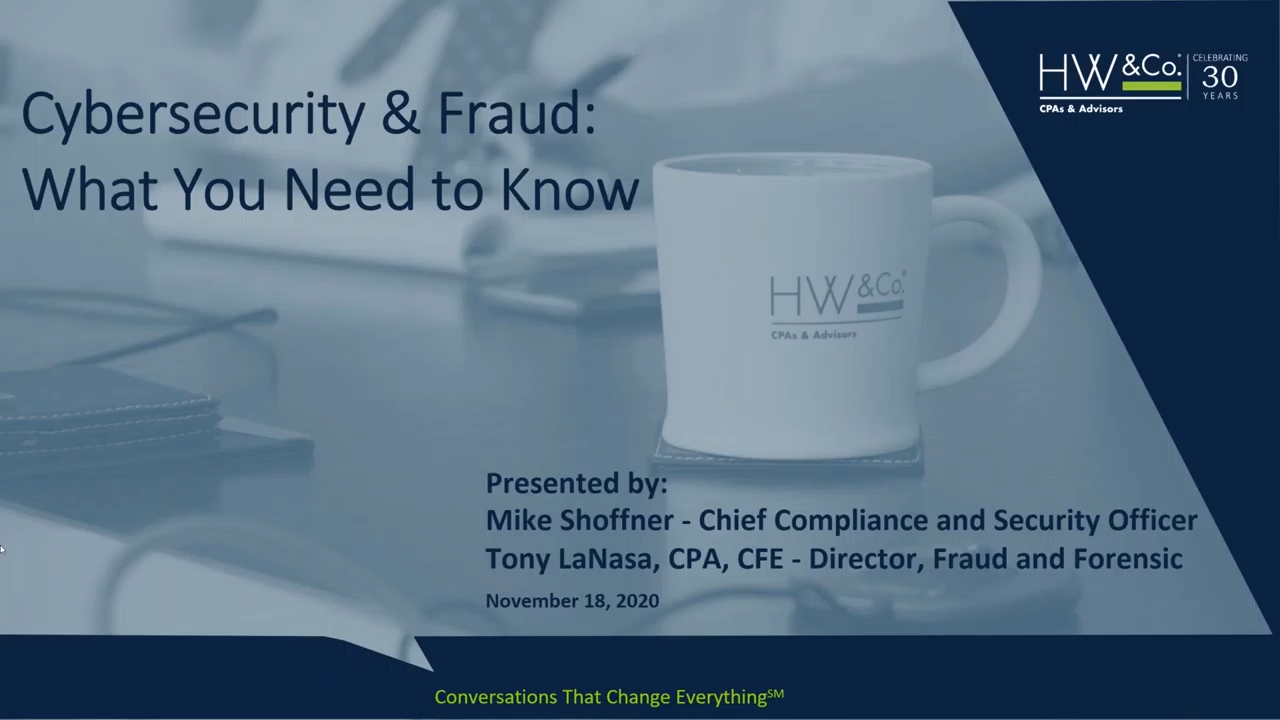 Cybersecurity & Fraud:
What You Need to Know
HW &Co.®
CPAs & Advisors
CELEBRATING
30
YEARS
HW &Co.®
CPAs & Advisors
Presented by:
Mike Shoffner - Chief Compliance and Security Officer
Tony LaNasa, CPA, CFE - Director, Fraud and Forensic
November 18, 2020
Conversations That Change Everything℠